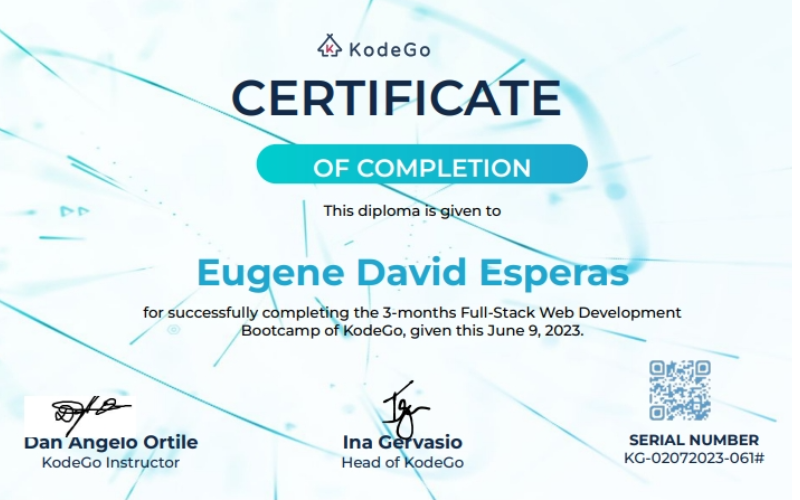 KodeGo
CERTIFICATE
OF COMPLETION
This diploma is given to
Eugene David Esperas
for successfully completing the 3-months Full-Stack Web Development
Bootcamp of KodeGo, given this June 9, 2023.
Dan Angelo Ortile
KodeGo Instructor
Ina Gervasio
Head of KodeGo
SERIAL NUMBER
KG-02072023-061#